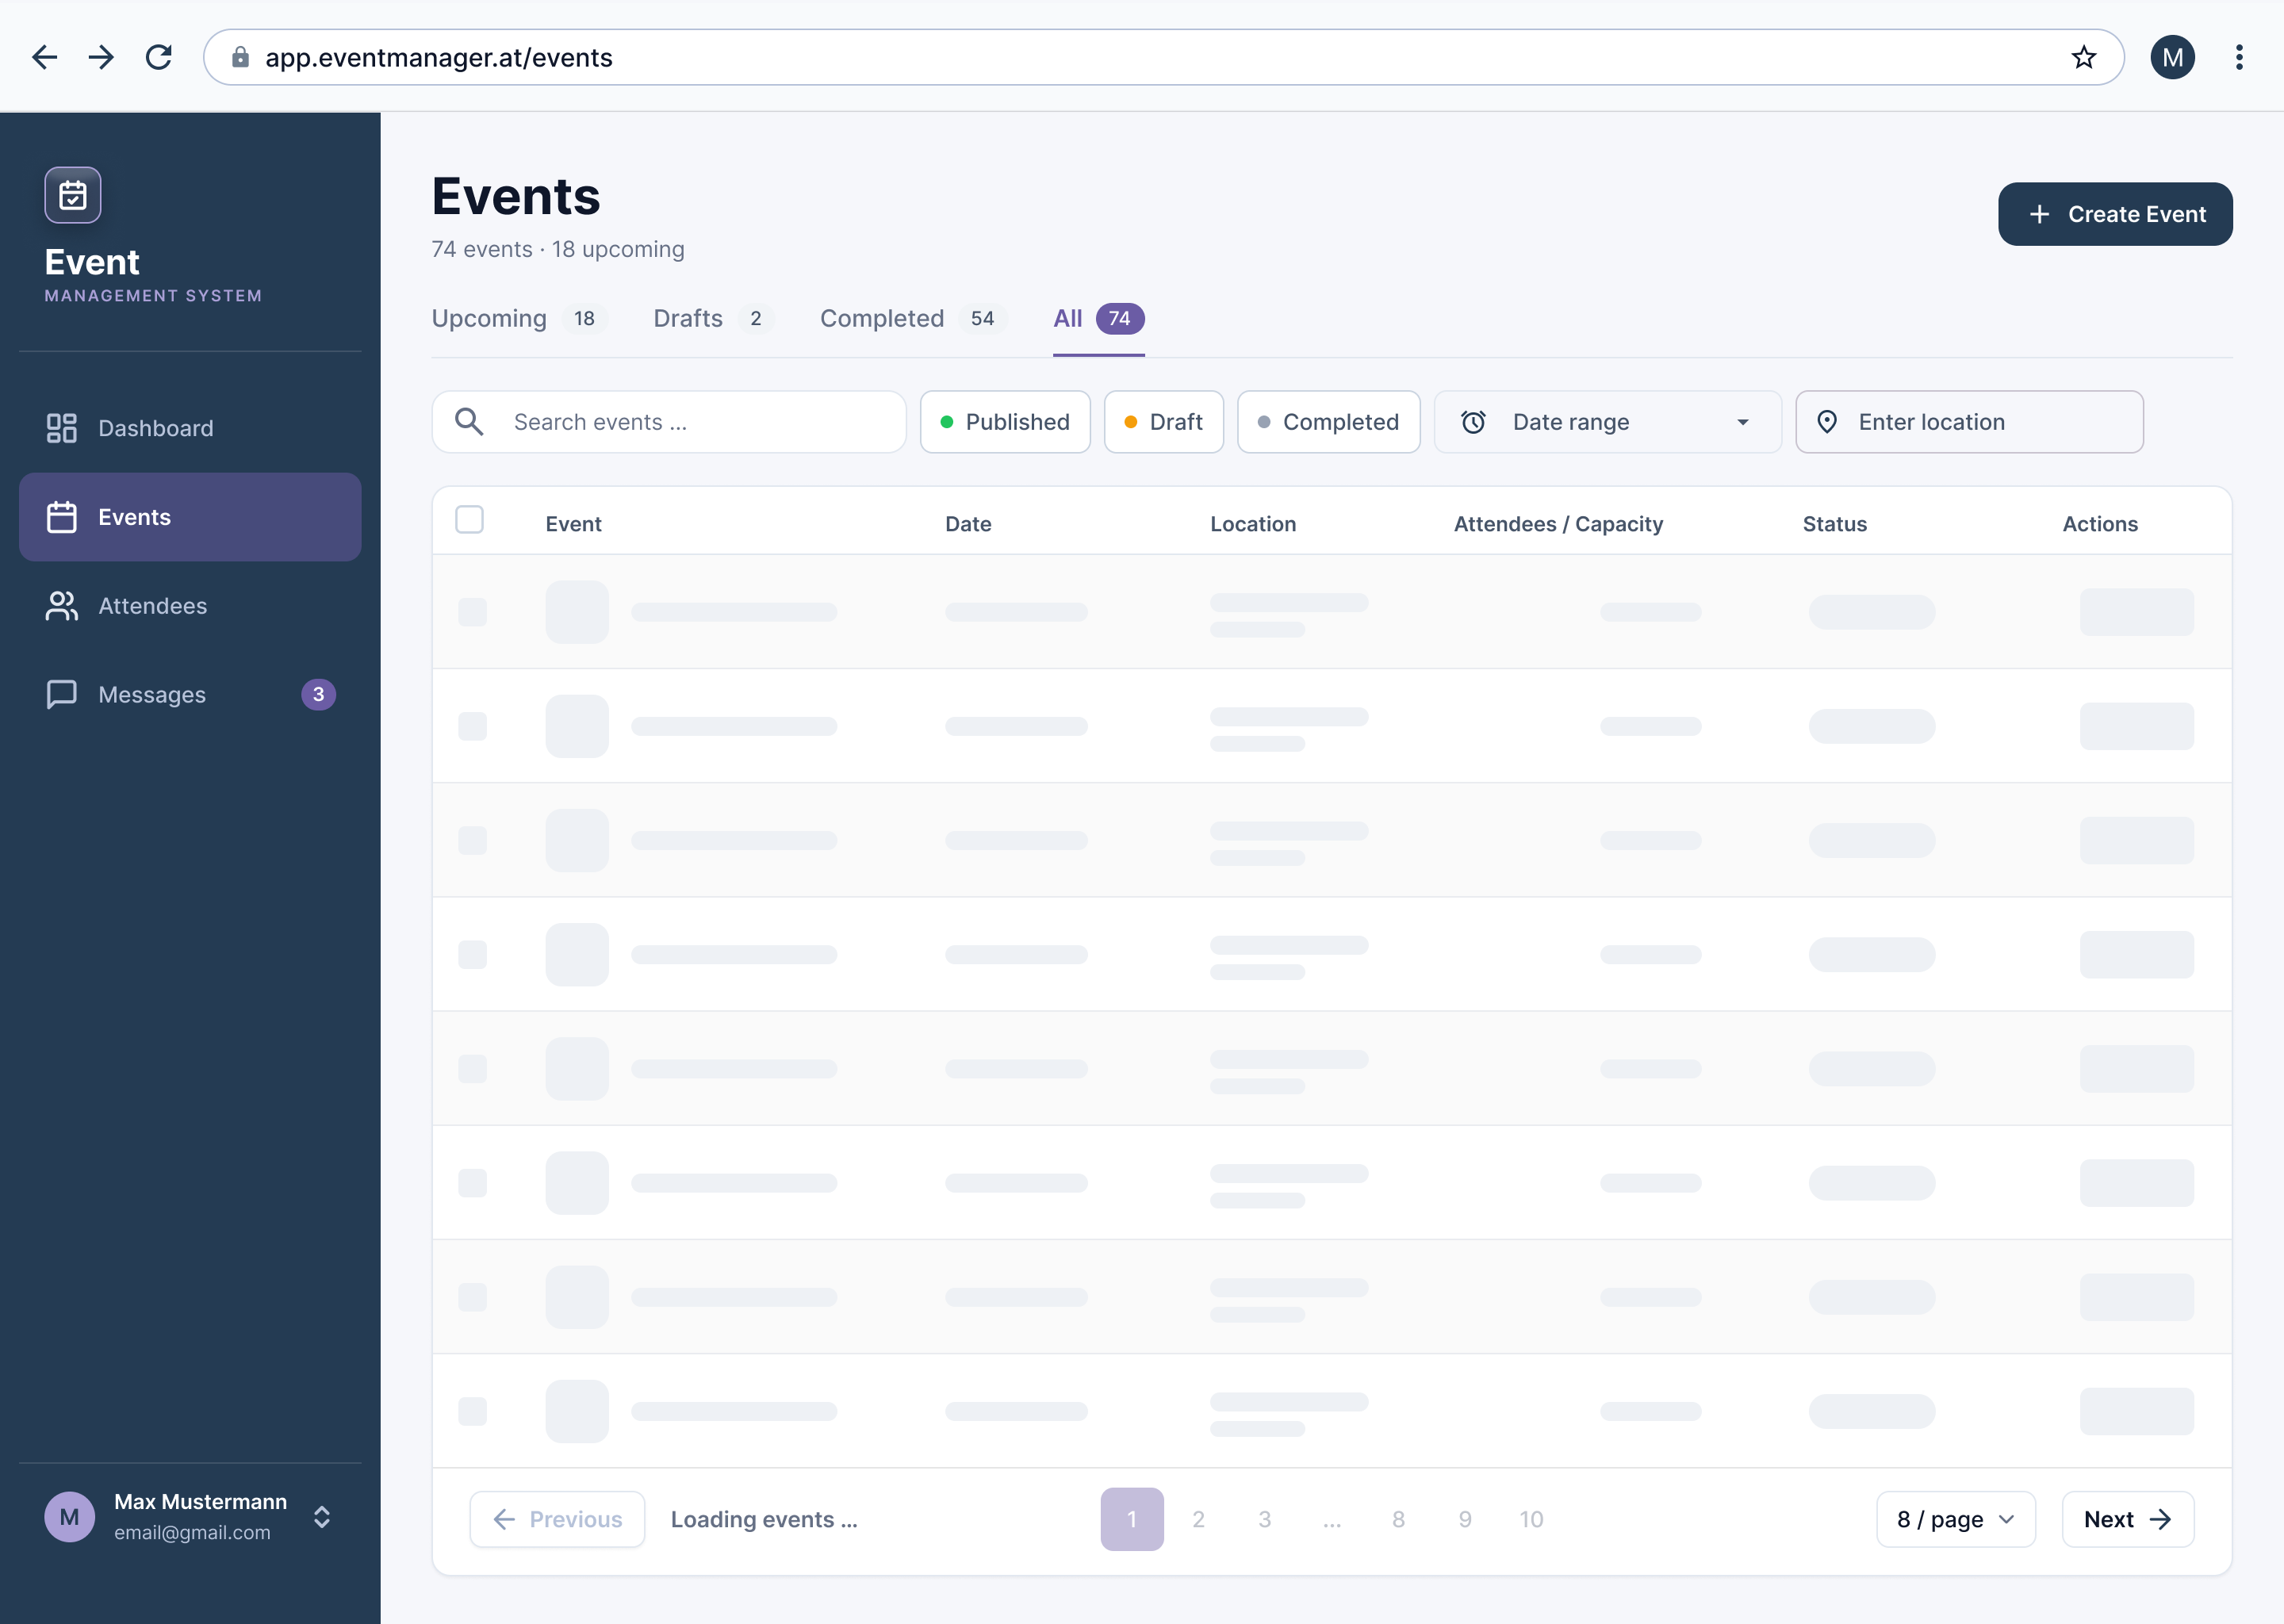 app.eventmanager.at/events
M
Event
MANAGEMENT SYSTEM
Dashboard
Events
Attendees
Messages 3
M
Max Mustermann
email@gmail.com
Events
74 events · 18 upcoming
Create Event
Upcoming 18 Drafts 2 Completed 54 All 74
Search events ... Published Draft Completed Date range Enter location
Event Date Location Attendees / Capacity Status Actions
Previous Loading events ... 1 2 3 ... 8 9 10 8 / page Next